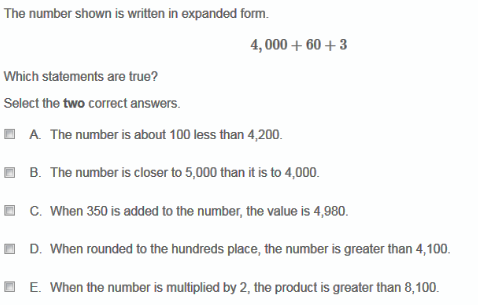 The number shown is written in expanded form.
4,000 + 60 + 3
Which statements are true?
Select the two correct answers.
A. The number is about 100 less than 4,200.
B. The number is closer to 5,000 than it is to 4,000.
C. When 350 is added to the number, the value is 4,980.
D. When rounded to the hundreds place, the number is greater than 4,100.
E. When the number is multiplied by 2, the product is greater than 8,100.